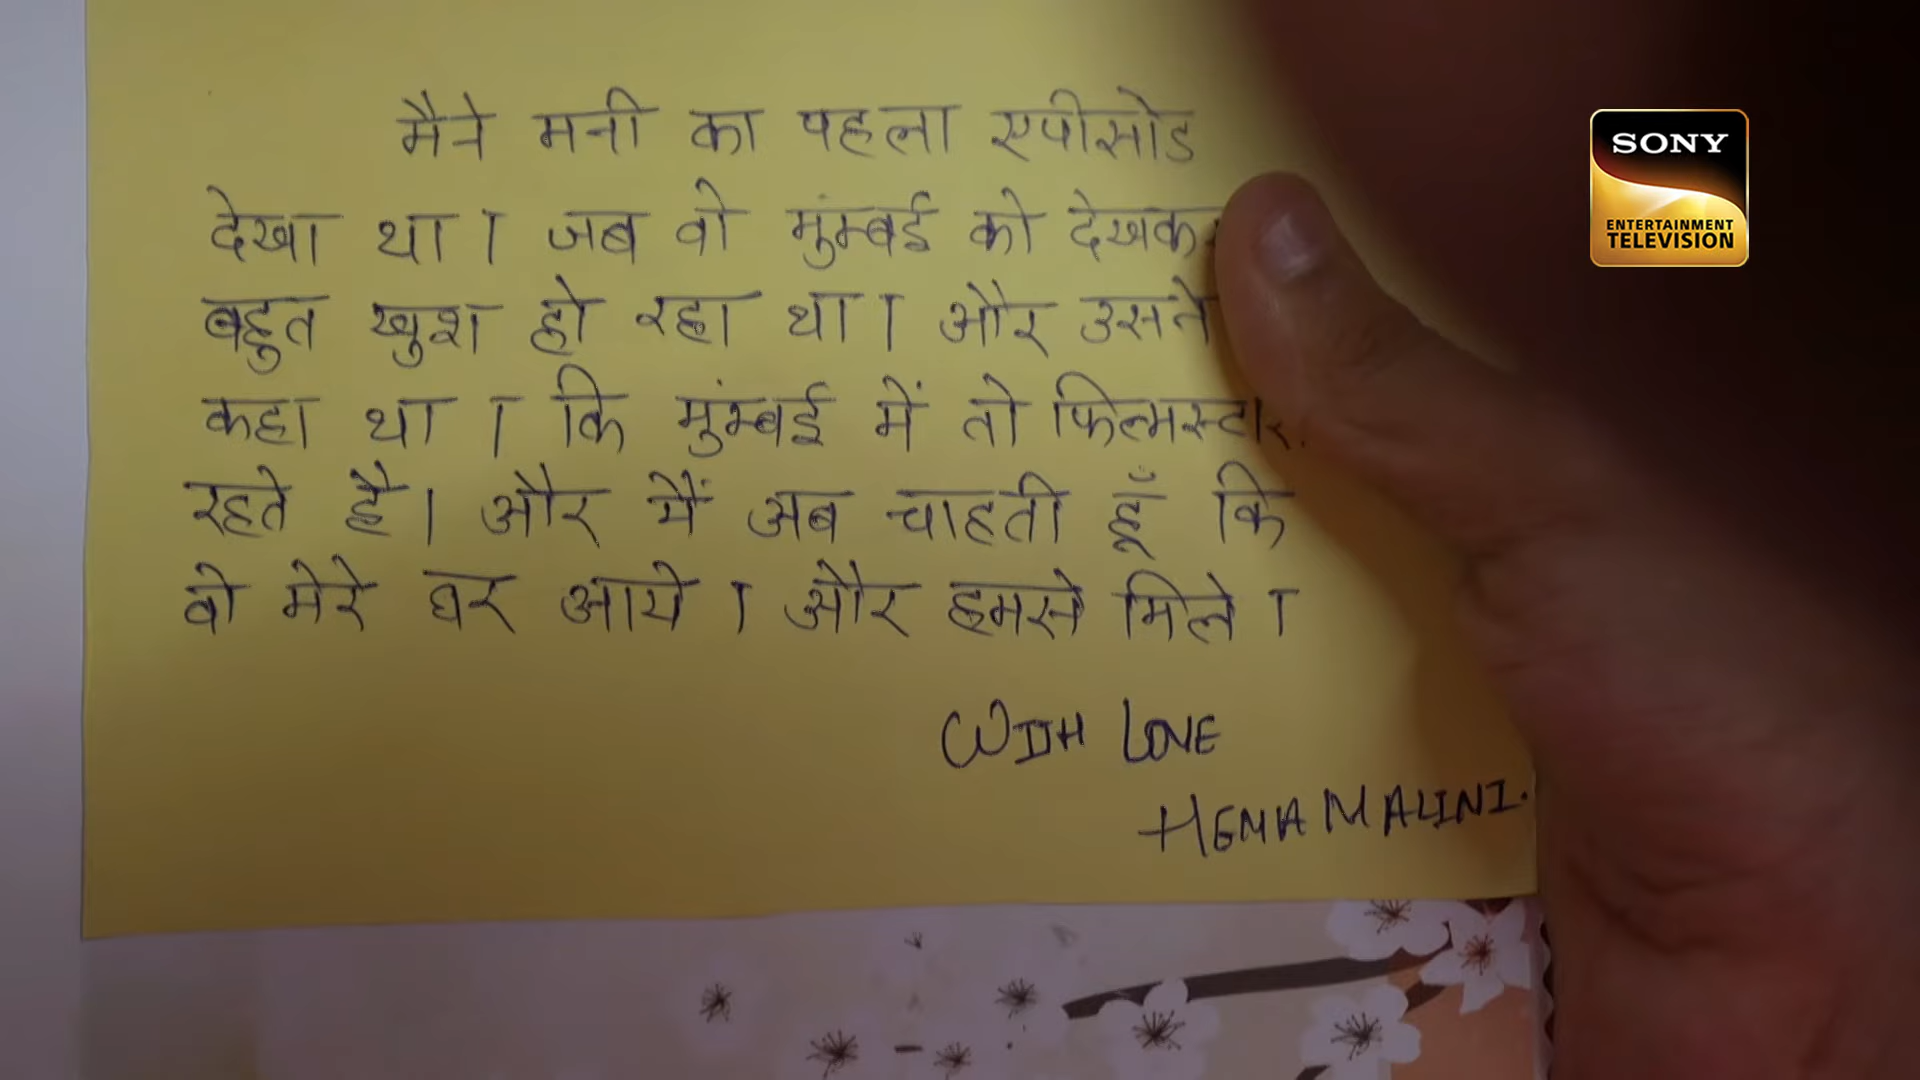 मैने मनी का पहला एपीसोड
देखा था । जब वो मुंम्बई को देखकर
बहुत खुश हो रहा था । और उसने
कहा था । कि मुंम्बई में तो फिल्मस्टार
रहते है । और मैं अब चाहती हूँ कि
वो मेरे घर आये । और हमसे मिले ।
WITH LOVE
HEMA MALINI.
SONY
ENTERTAINMENT
TELEVISION